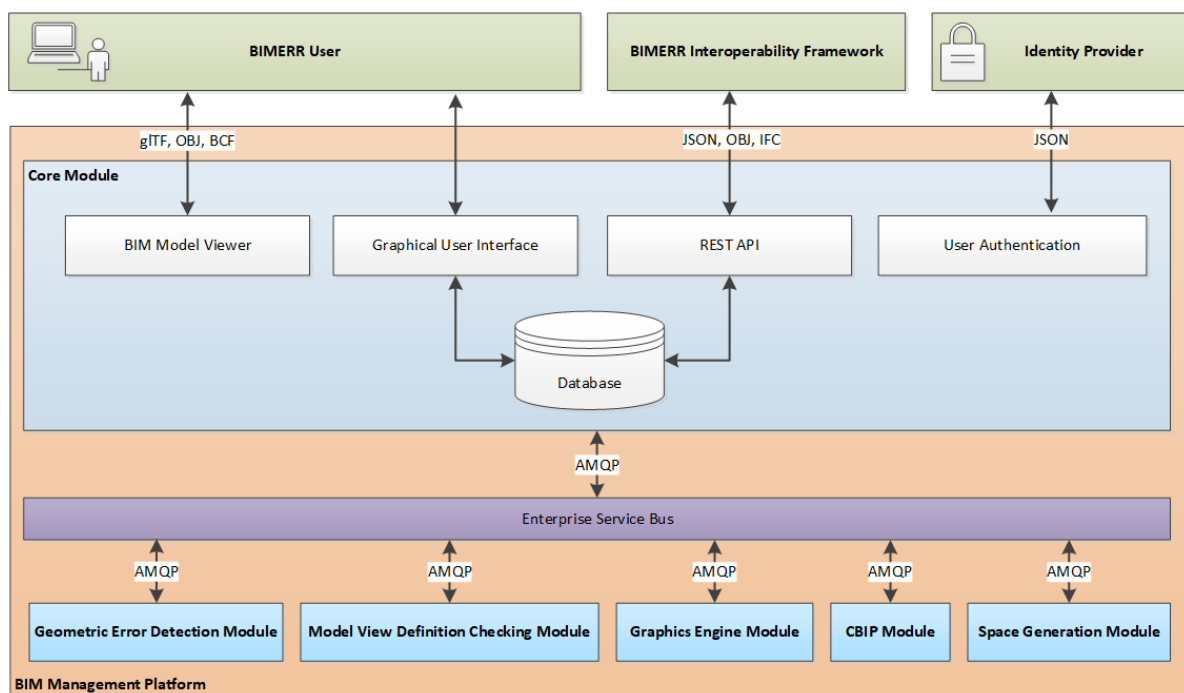 BIMERR User
BIMERR Interoperability Framework
Identity Provider
glTF, OBJ, BCF
JSON, OBJ, IFC
JSON
Core Module
BIM Model Viewer
Graphical User Interface
REST API
User Authentication
Database
AMQP
Enterprise Service Bus
AMQP
AMQP
AMQP
AMQP
AMQP
Geometric Error Detection Module
Model View Definition Checking Module
Graphics Engine Module
CBIP Module
Space Generation Module
BIM Management Platform